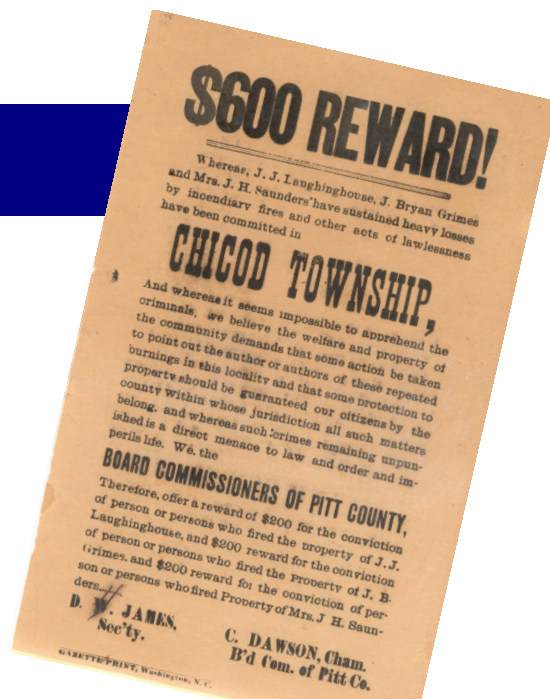 $600 REWARD!
Whereas, J. J. Laughinghouse, J. Bryan Grimes
and Mrs. J. H. Saunders have sustained heavy losses
by incendiary fires and other acts of lawlessness
have been committed in
CHICOD TOWNSHIP,
And whereas it seems impossible to apprehend the
criminals, we believe the welfare and property of
the community demands that some action be taken
to point out the author or authors of these repeated
burnings in this locality and that some protection to
property should be guaranteed our citizens by the
county within whose jurisdiction all such matters
belong, and whereas such crimes remaining unpun-
ished is a direct menace to law and order and im-
perils life. We, the
BOARD COMMISSIONERS OF PITT COUNTY,
Therefore, offer a reward of $200 for the conviction
of person or persons who fired the property of J. J.
Laughinghouse, and $200 reward for the conviction
of person or persons who fired the Property of J. B.
Grimes, and $200 reward for the conviction of per-
son or persons who fired Property of Mrs. J H. Saun-
ders.
D. W. JAMES,
Sec'ty.
C. DAWSON, Cham.
B'd Com. of Pitt Co.
GAZETTE PRINT, Washington, N. C.